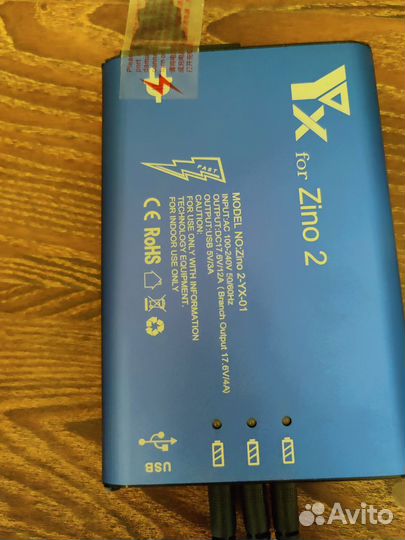 YX
for Zino 2
FAST
MODEL NO:Zino 2-YX-01
INPUT:AC 100-240V 50/60Hz
OUTPUT:DC17.6V/12A ( Branch Output 17.6V/4A)
OUTPUT:USB 5V/3A
CAUTION:
FOR USE ONLY WITH INFORMATION
TECHNOLOGY EQUIPMENT.
FOR INDOOR USE ONLY
CE RoHS
USB
Avito